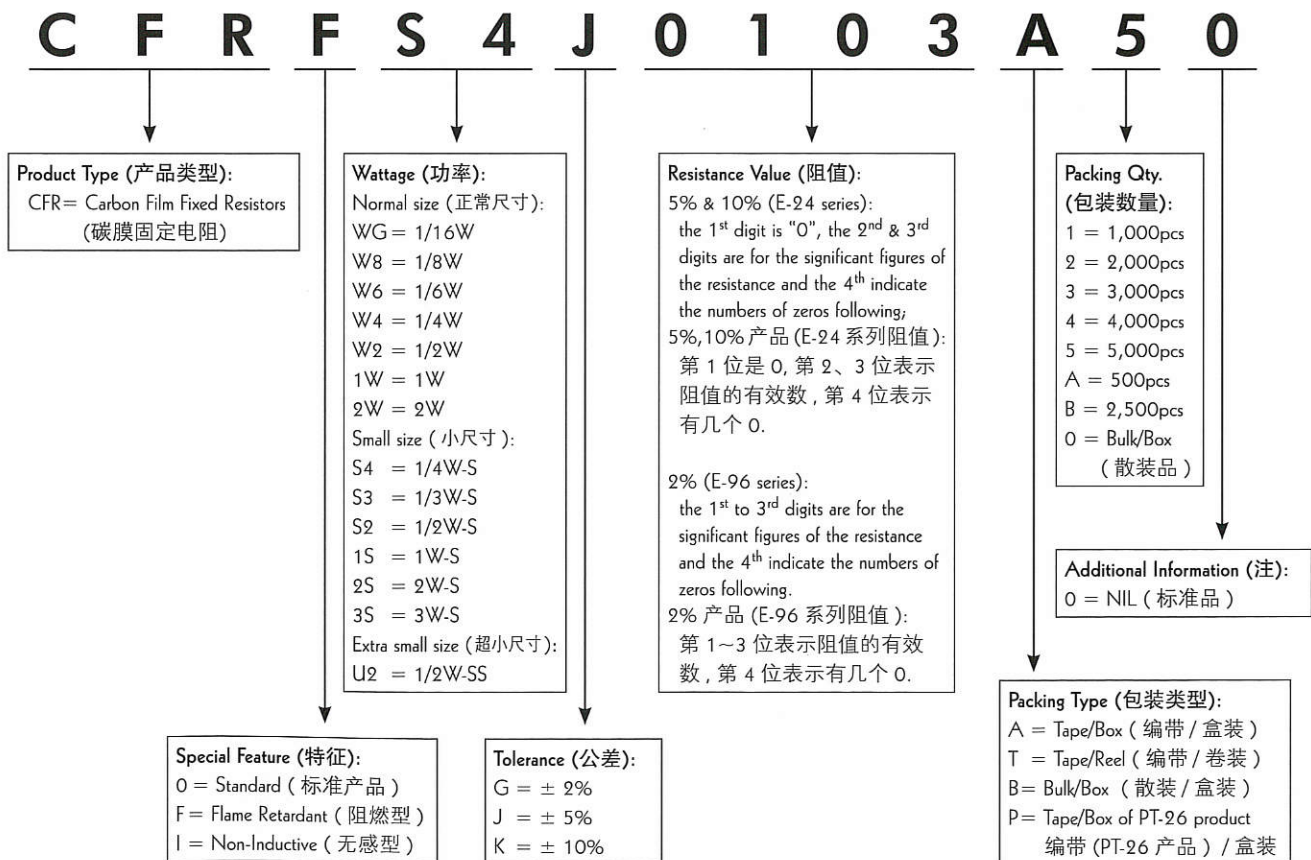 C F R F S 4 J 0 1 0 3 A 5 0
Product Type (产品类型):
CFR= Carbon Film Fixed Resistors
(碳膜固定电阻)
Wattage (功率):
Normal size (正常尺寸):
WG = 1/16W
W8 = 1/8W
W6 = 1/6W
W4 = 1/4W
W2 = 1/2W
1W = 1W
2W = 2W
Small size ( 小尺寸 ):
S4 = 1/4W-S
S3 = 1/3W-S
S2 = 1/2W-S
1S = 1W-S
2S = 2W-S
3S = 3W-S
Extra small size (超小尺寸):
U2 = 1/2W-SS
Resistance Value (阻值):
5% & 10% (E-24 series):
the 1st digit is "0", the 2nd & 3rd
digits are for the significant figures of
the resistance and the 4th indicate
the numbers of zeros following;
5%,10% 产品 (E-24 系列阻值 ):
第 1 位是 0, 第 2、3 位表示
阻值的有效数 , 第 4 位表示
有几个 0.
2% (E-96 series):
the 1st to 3rd digits are for the
significant figures of the resistance
and the 4th indicate the numbers of
zeros following.
2% 产品 (E-96 系列阻值 ):
第 1~3 位表示阻值的有效
数 , 第 4 位表示有几个 0.
Packing Qty.
(包装数量):
1 = 1,000pcs
2 = 2,000pcs
3 = 3,000pcs
4 = 4,000pcs
5 = 5,000pcs
A = 500pcs
B = 2,500pcs
0 = Bulk/Box
( 散装品 )
Additional Information (注):
0 = NIL ( 标准品 )
Special Feature (特征):
0 = Standard ( 标准产品 )
F = Flame Retardant ( 阻燃型 )
I = Non-Inductive ( 无感型 )
Tolerance (公差):
G = ± 2%
J = ± 5%
K = ± 10%
Packing Type (包装类型):
A = Tape/Box ( 编带 / 盒装 )
T = Tape/Reel ( 编带 / 卷装 )
B= Bulk/Box ( 散装 / 盒装 )
P= Tape/Box of PT-26 product
编带 (PT-26 产品 ) / 盒装